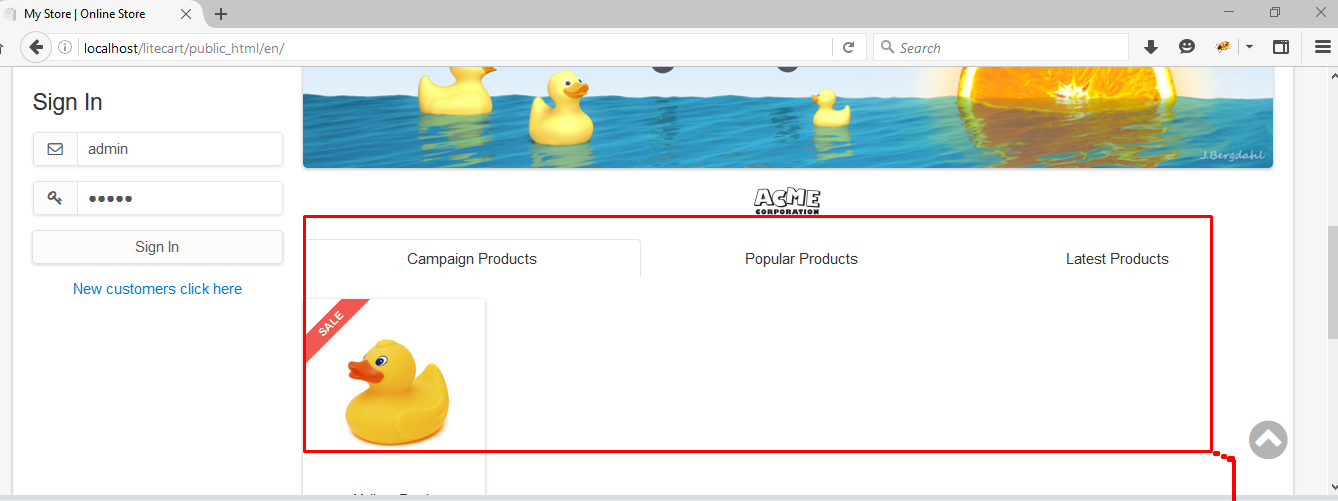 My Store | Online Store
localhost/litecart/public_html/en/
Search
Sign In
admin
Sign In
New customers click here
J.Bergdahl
ACME
CORPORATION
Campaign Products
Popular Products
Latest Products
SALE